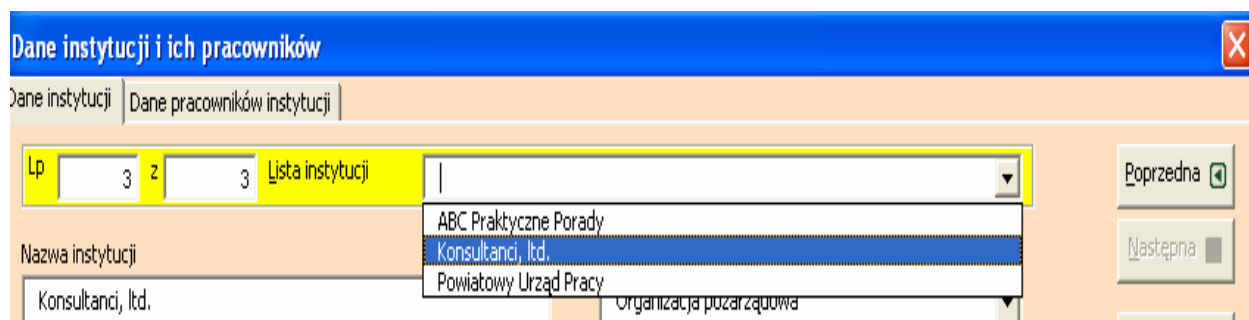 Dane instytucji i ich pracowników
Dane instytucji Dane pracowników instytucji
Lp 3 z 3 Lista instytucji
Poprzedna
ABC Praktyczne Porady
Konsultanci, ltd.
Powiatowy Urząd Pracy
Nazwa instytucji
Następna
Konsultanci, ltd.
Organizacja pozarządowa